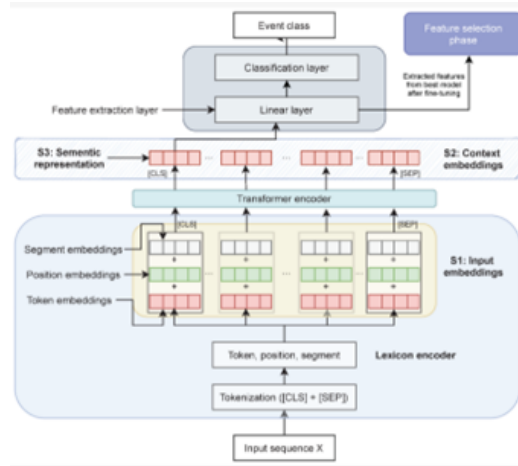 Event class
Feature selection
phase
Classification layer
Extracted features
from best model
after fine-tuning
Feature extraction layer
Linear layer
S3: Sementic
representation
S2: Context
embeddings
[CLS]
[SEP]
Transformer encoder
[CLS]
[SEP]
Segment embeddings
S1: Input
embeddings
Position embeddings
Token embeddings
Token, position, segment
Lexicon encoder
Tokenization ([CLS] + [SEP])
Input sequence X